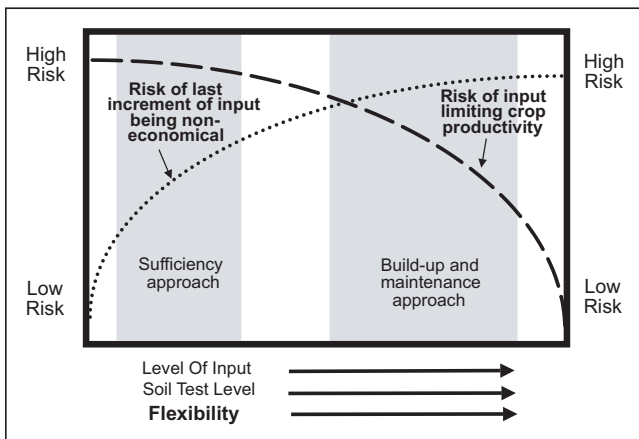 High
Risk
Risk of last
increment of input
being non-
economical
Risk of input
limiting crop
productivity
High
Risk
Low
Risk
Sufficiency
approach
Build-up and
maintenance
approach
Low
Risk
Level Of Input
Soil Test Level
Flexibility